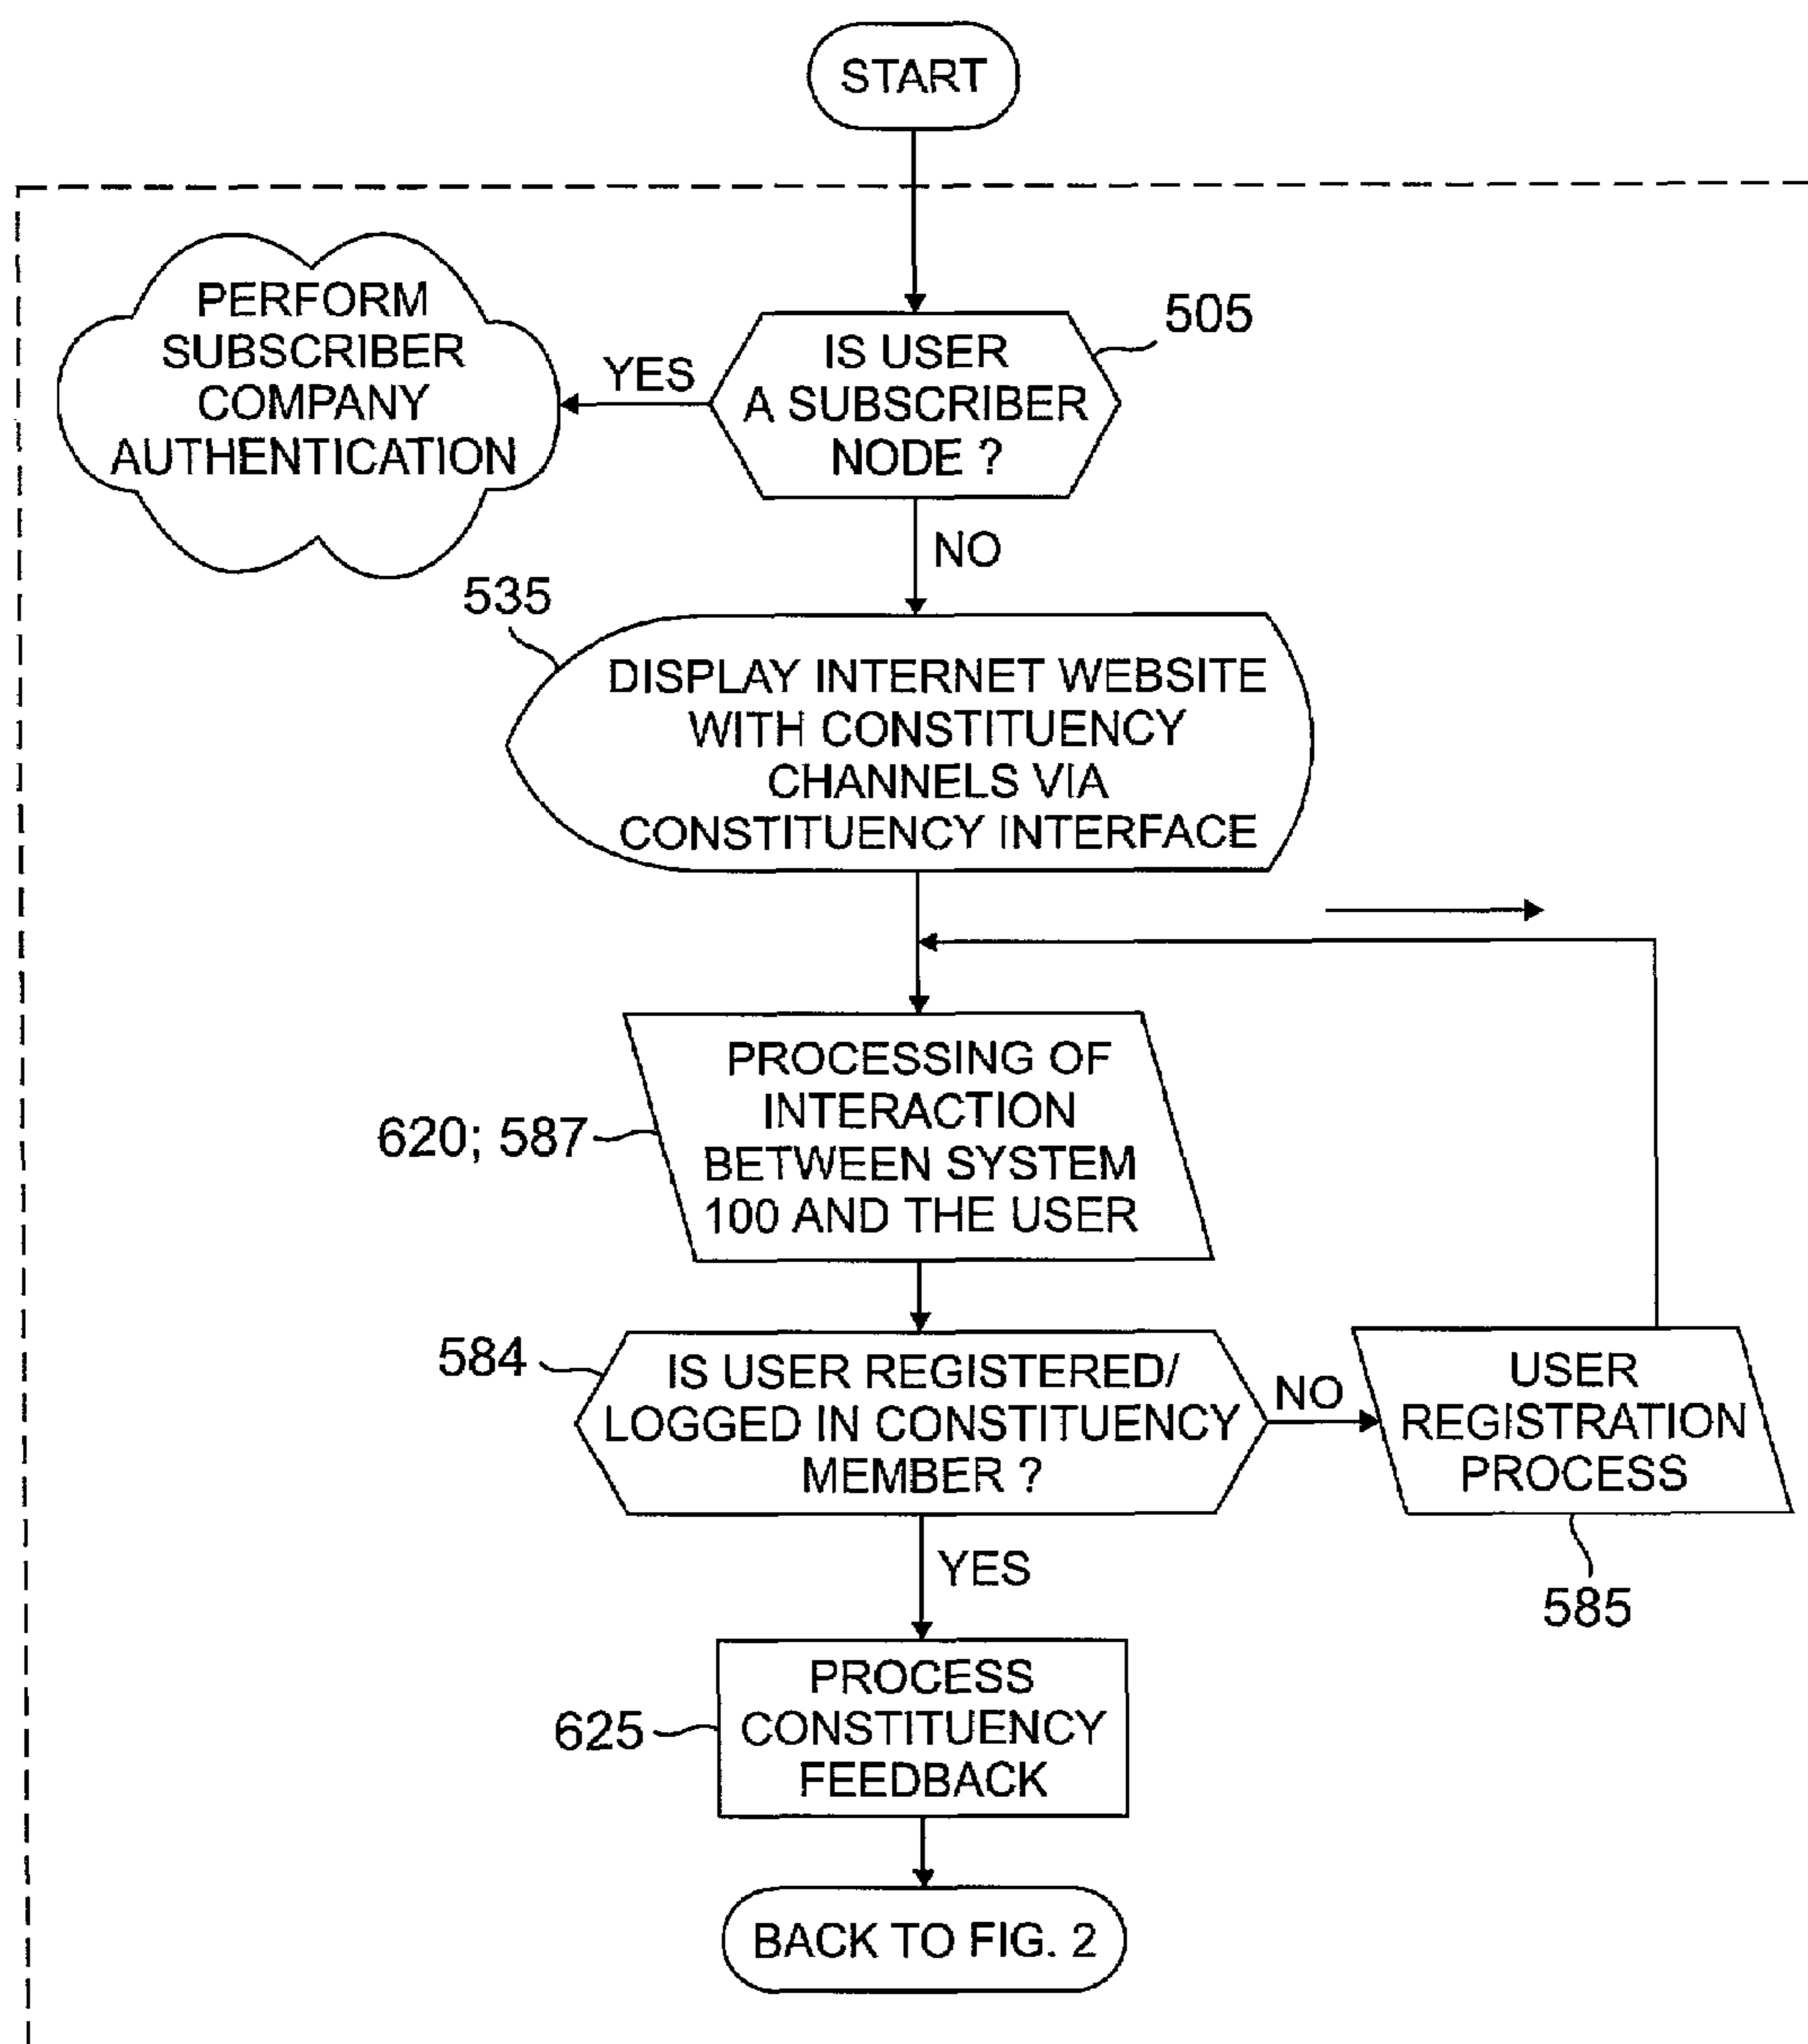 START
PERFORM
SUBSCRIBER
COMPANY
AUTHENTICATION
YES
IS USER
A SUBSCRIBER
NODE ?
505
NO
535
DISPLAY INTERNET WEBSITE
WITH CONSTITUENCY
CHANNELS VIA
CONSTITUENCY INTERFACE
620; 587
PROCESSING OF
INTERACTION
BETWEEN SYSTEM
100 AND THE USER
584
IS USER REGISTERED/
LOGGED IN CONSTITUENCY
MEMBER ?
NO
USER
REGISTRATION
PROCESS
585
YES
625
PROCESS
CONSTITUENCY
FEEDBACK
BACK TO FIG. 2